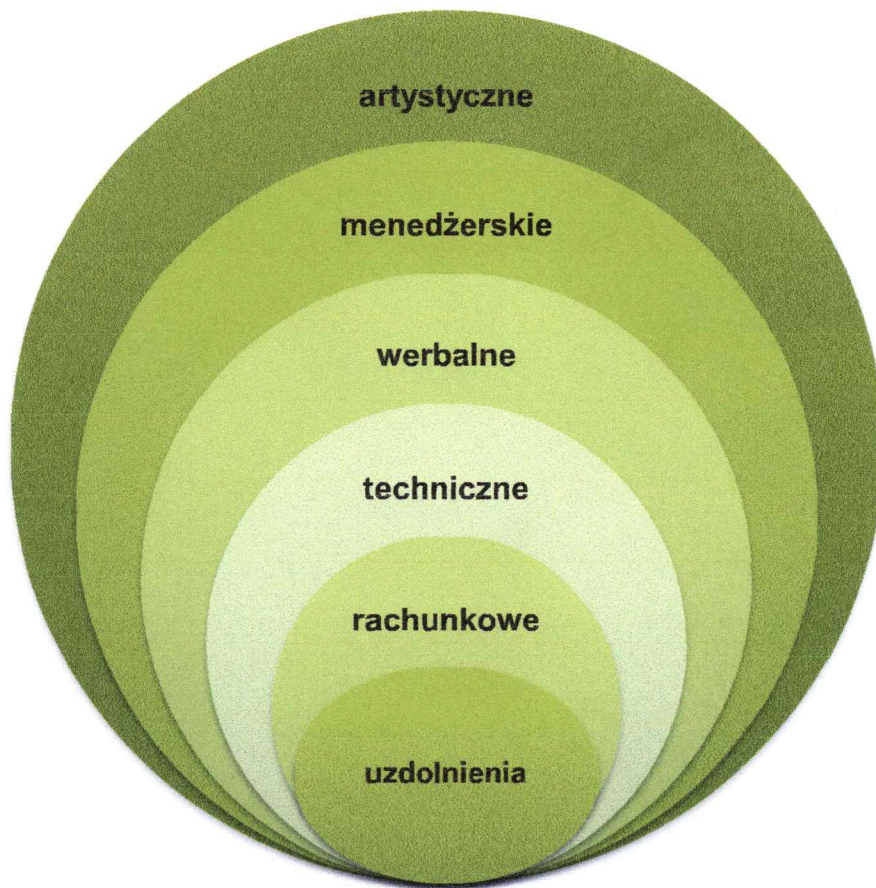 artystyczne
menedżerskie
werbalne
techniczne
rachunkowe
uzdolnienia